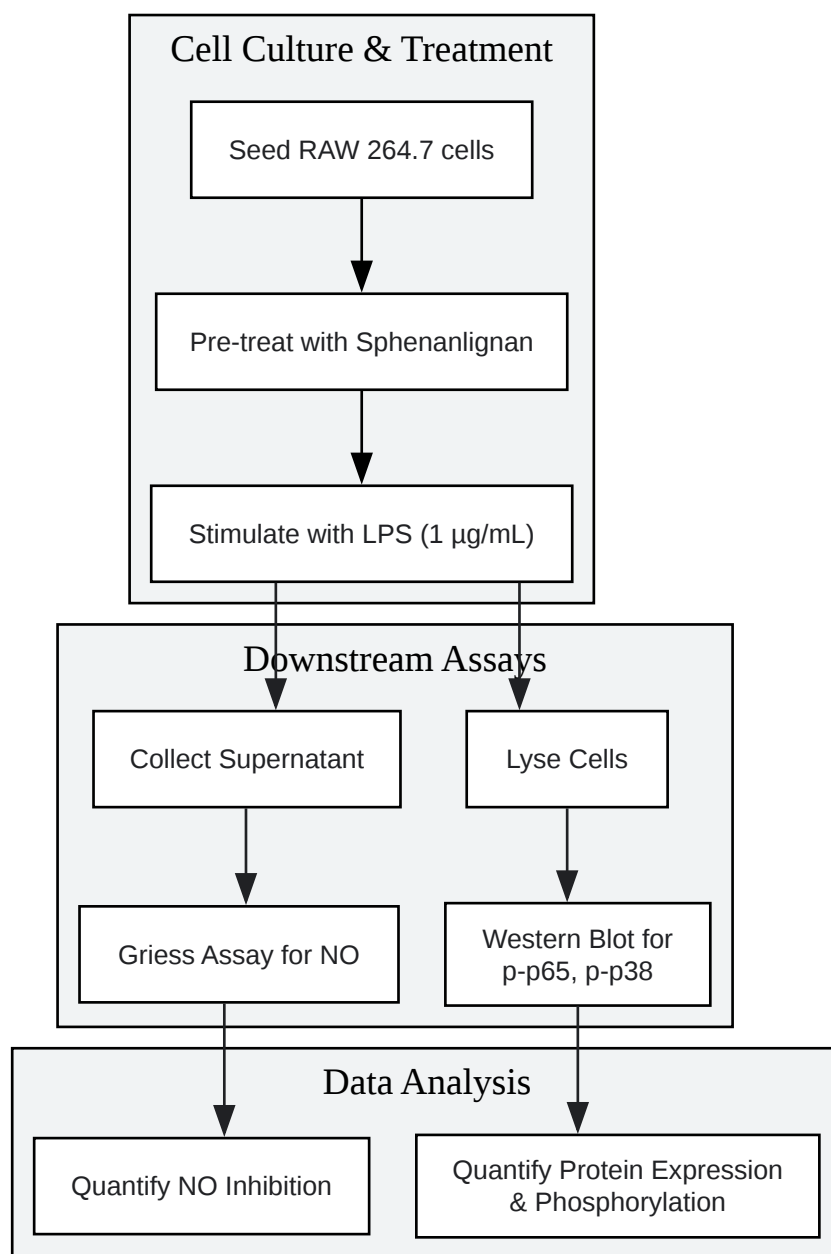 Cell Culture & Treatment
Seed RAW 264.7 cells
Pre-treat with Sphenanlignan
Stimulate with LPS (1 µg/mL)
Downstream Assays
Collect Supernatant
Lyse Cells
Griess Assay for NO
Western Blot for
p-p65, p-p38
Data Analysis
Quantify NO Inhibition
Quantify Protein Expression
& Phosphorylation